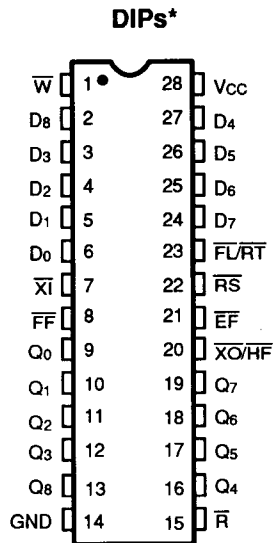 DIPs*
W̅ 1 28 Vcc
D8 2 27 D4
D3 3 26 D5
D2 4 25 D6
D1 5 24 D7
D0 6 23 F̅L̅/R̅T̅
X̅I̅ 7 22 R̅S̅
F̅F̅ 8 21 E̅F̅
Q0 9 20 X̅O̅/H̅F̅
Q1 10 19 Q7
Q2 11 18 Q6
Q3 12 17 Q5
Q8 13 16 Q4
GND 14 15 R̅